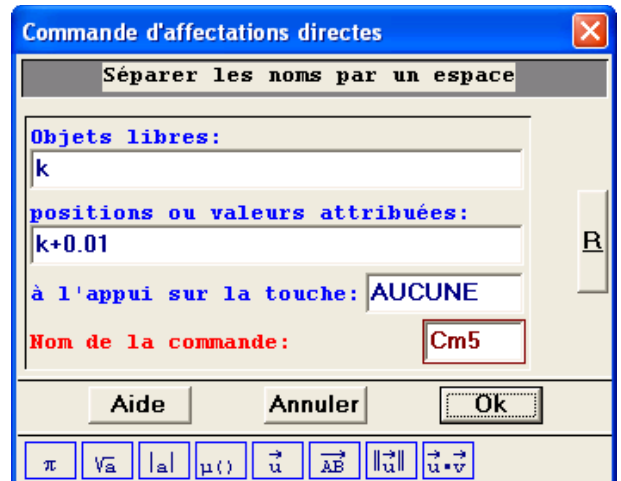 Commande d'affectations directes
Séparer les noms par un espace
Objets libres:
k
positions ou valeurs attribuées:
k+0.01
R
à l'appui sur la touche: AUCUNE
Nom de la commande: Cm5
Aide Annuler Ok
π √a |a| μ() u⃗ AB⃗ ‖u⃗‖ u⃗•v⃗